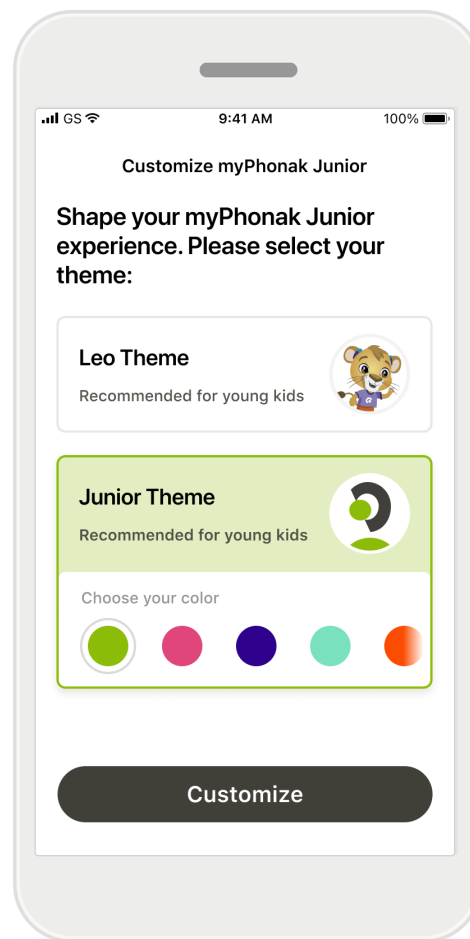 GS 9:41 AM 100%
Customize myPhonak Junior
Shape your myPhonak Junior
experience. Please select your
theme:
Leo Theme
Recommended for young kids
Junior Theme
Recommended for young kids
Choose your color
Customize